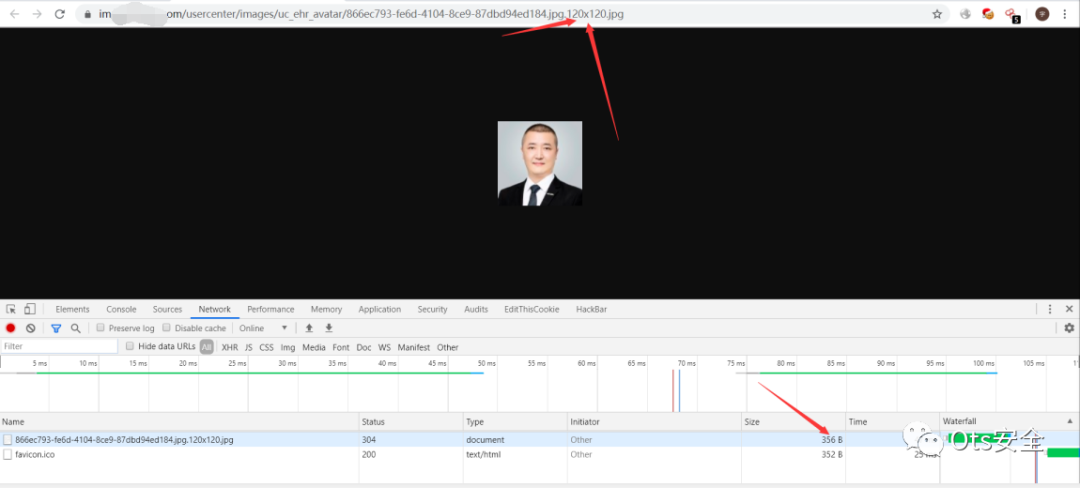 im        com/usercenter/images/uc_ehr_avatar/866ec793-fe6d-4104-8ce9-87dbd94ed184.jpg.120x120.jpg
5
Elements Console Sources Network Performance Memory Application Security Audits EditThisCookie HackBar
Preserve log Disable cache Online
Filter Hide data URLs All XHR JS CSS Img Media Font Doc WS Manifest Other
5 ms 10 ms 15 ms 20 ms 25 ms 30 ms 35 ms 40 ms 45 ms 50 ms 55 ms 60 ms 65 ms 70 ms 75 ms 80 ms 85 ms 90 ms 95 ms 100 ms 105 ms
Name Status Type Initiator Size Time Waterfall
866ec793-fe6d-4104-8ce9-87dbd94ed184.jpg.120x120.jpg 304 document Other 356 B
favicon.ico 200 text/html Other 352 B
Ots安全